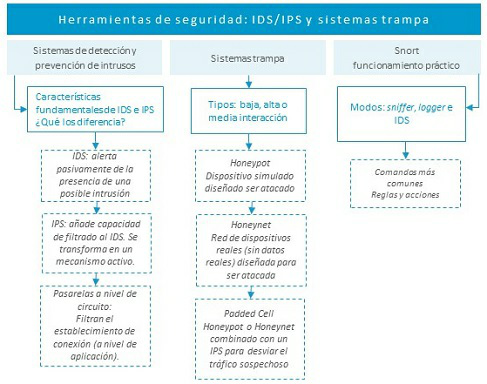 Herramientas de seguridad: IDS/IPS y sistemas trampa
Sistemas de detección y
prevención de intrusos
Características
fundamentales de IDS e IPS
¿Qué los diferencia?
IDS: alerta
pasivamente de la
presencia de una
posible intrusión
IPS: añade capacidad
de filtrado al IDS. Se
transforma en un
mecanismo activo.
Pasarelas a nivel de
circuito:
Filtran el
establecimiento de
conexión (a nivel de
aplicación).
Sistemas trampa
Tipos: baja, alta o
media interacción
Honeypot
Dispositivo simulado
diseñado ser atacado
Honeynet
Red de dispositivos
reales (sin datos
reales) diseñada para
ser atacada
Padded Cell
Honeypot o Honeynet
combinado con un
IPS para desviar el
tráfico sospechoso
Snort
funcionamiento práctico
Modos: sniffer, logger e
IDS
Comandos más
comunes
Reglas y acciones